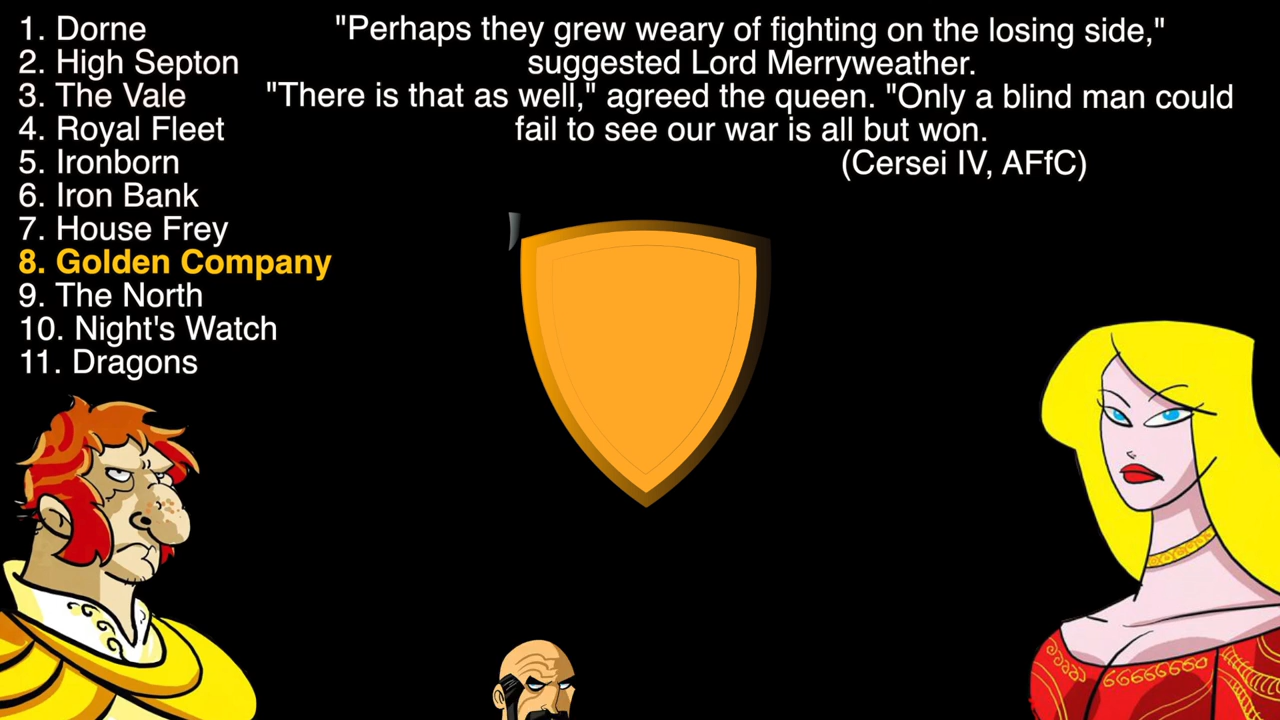 1. Dorne
2. High Septon
3. The Vale
4. Royal Fleet
5. Ironborn
6. Iron Bank
7. House Frey
8. Golden Company
9. The North
10. Night's Watch
11. Dragons
"Perhaps they grew weary of fighting on the losing side,"
suggested Lord Merryweather.
"There is that as well," agreed the queen. "Only a blind man could
fail to see our war is all but won.
(Cersei IV, AFfC)